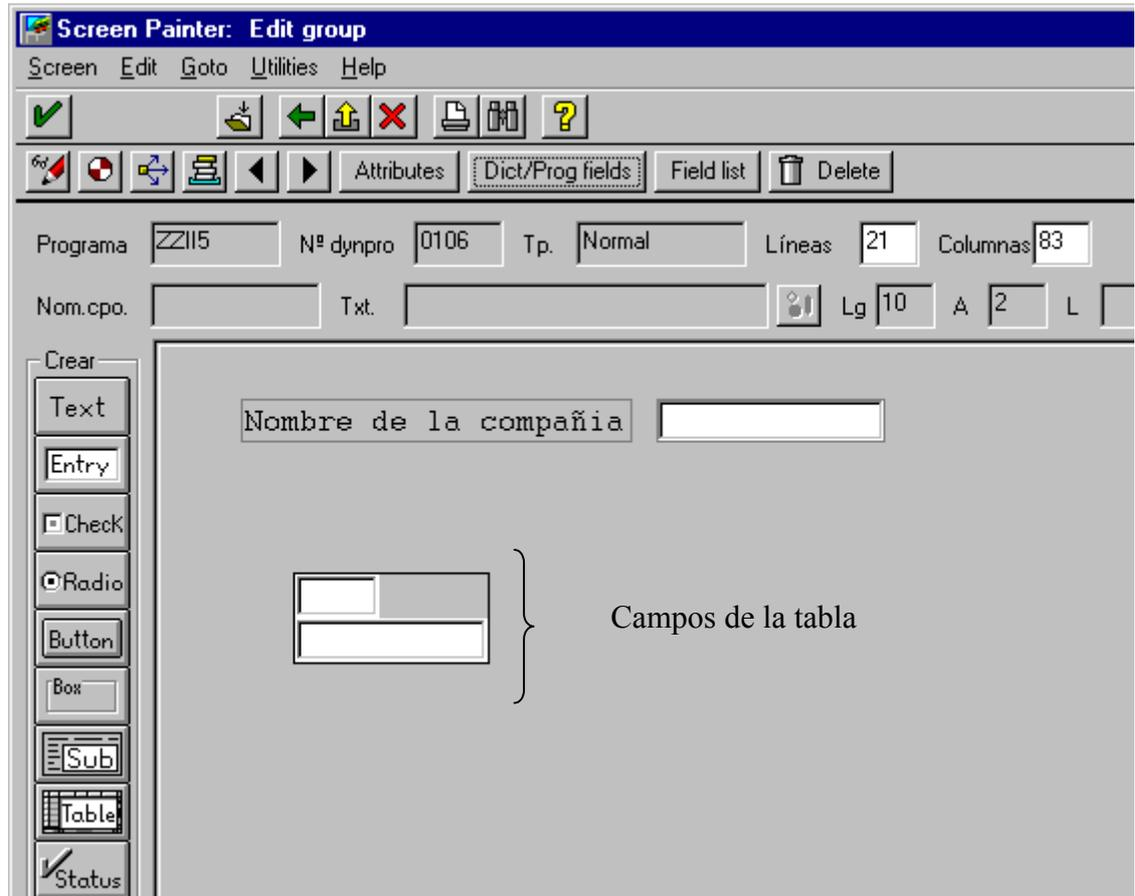 Screen Painter: Edit group
Screen Edit Goto Utilities Help
Attributes Dict/Prog fields Field list Delete
Programa ZZII5 Nº dynpro 0106 Tp. Normal Líneas 21 Columnas 83
Nom.cpo. Txt. Lg 10 A 2 L
Crear
Text
Nombre de la compañia
Entry
Check
Radio
Campos de la tabla
Button
Box
Sub
Table
Status